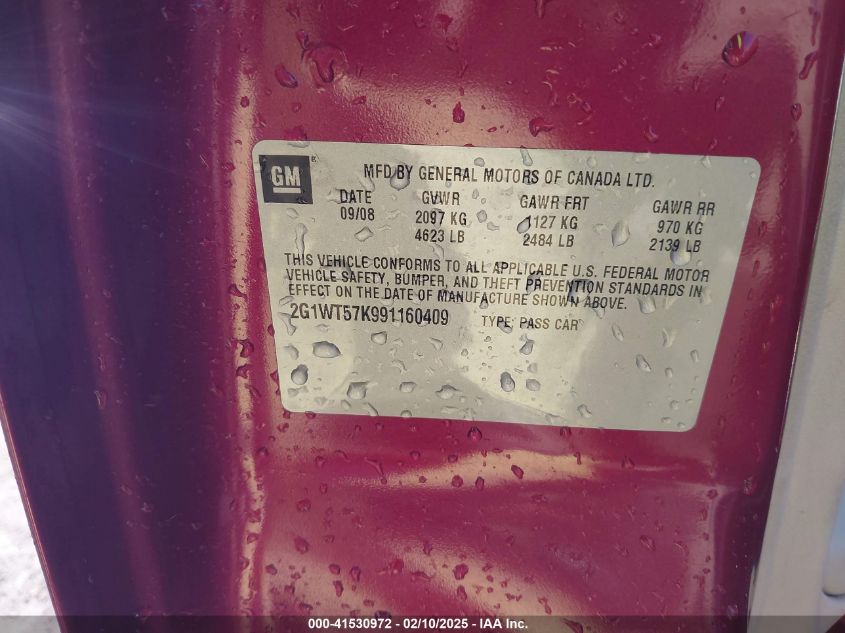 GM
MFD BY GENERAL MOTORS OF CANADA LTD.
DATE GVWR GAWR FRT GAWR RR
09/08 2097 KG 1127 KG 970 KG
4623 LB 2484 LB 2139 LB
THIS VEHICLE CONFORMS TO ALL APPLICABLE U.S. FEDERAL MOTOR
VEHICLE SAFETY, BUMPER, AND THEFT PREVENTION STANDARDS IN
EFFECT ON THE DATE OF MANUFACTURE SHOWN ABOVE.
2G1WT57K991160409 TYPE: PASS CAR
000-41530972 - 02/10/2025 - IAA Inc.